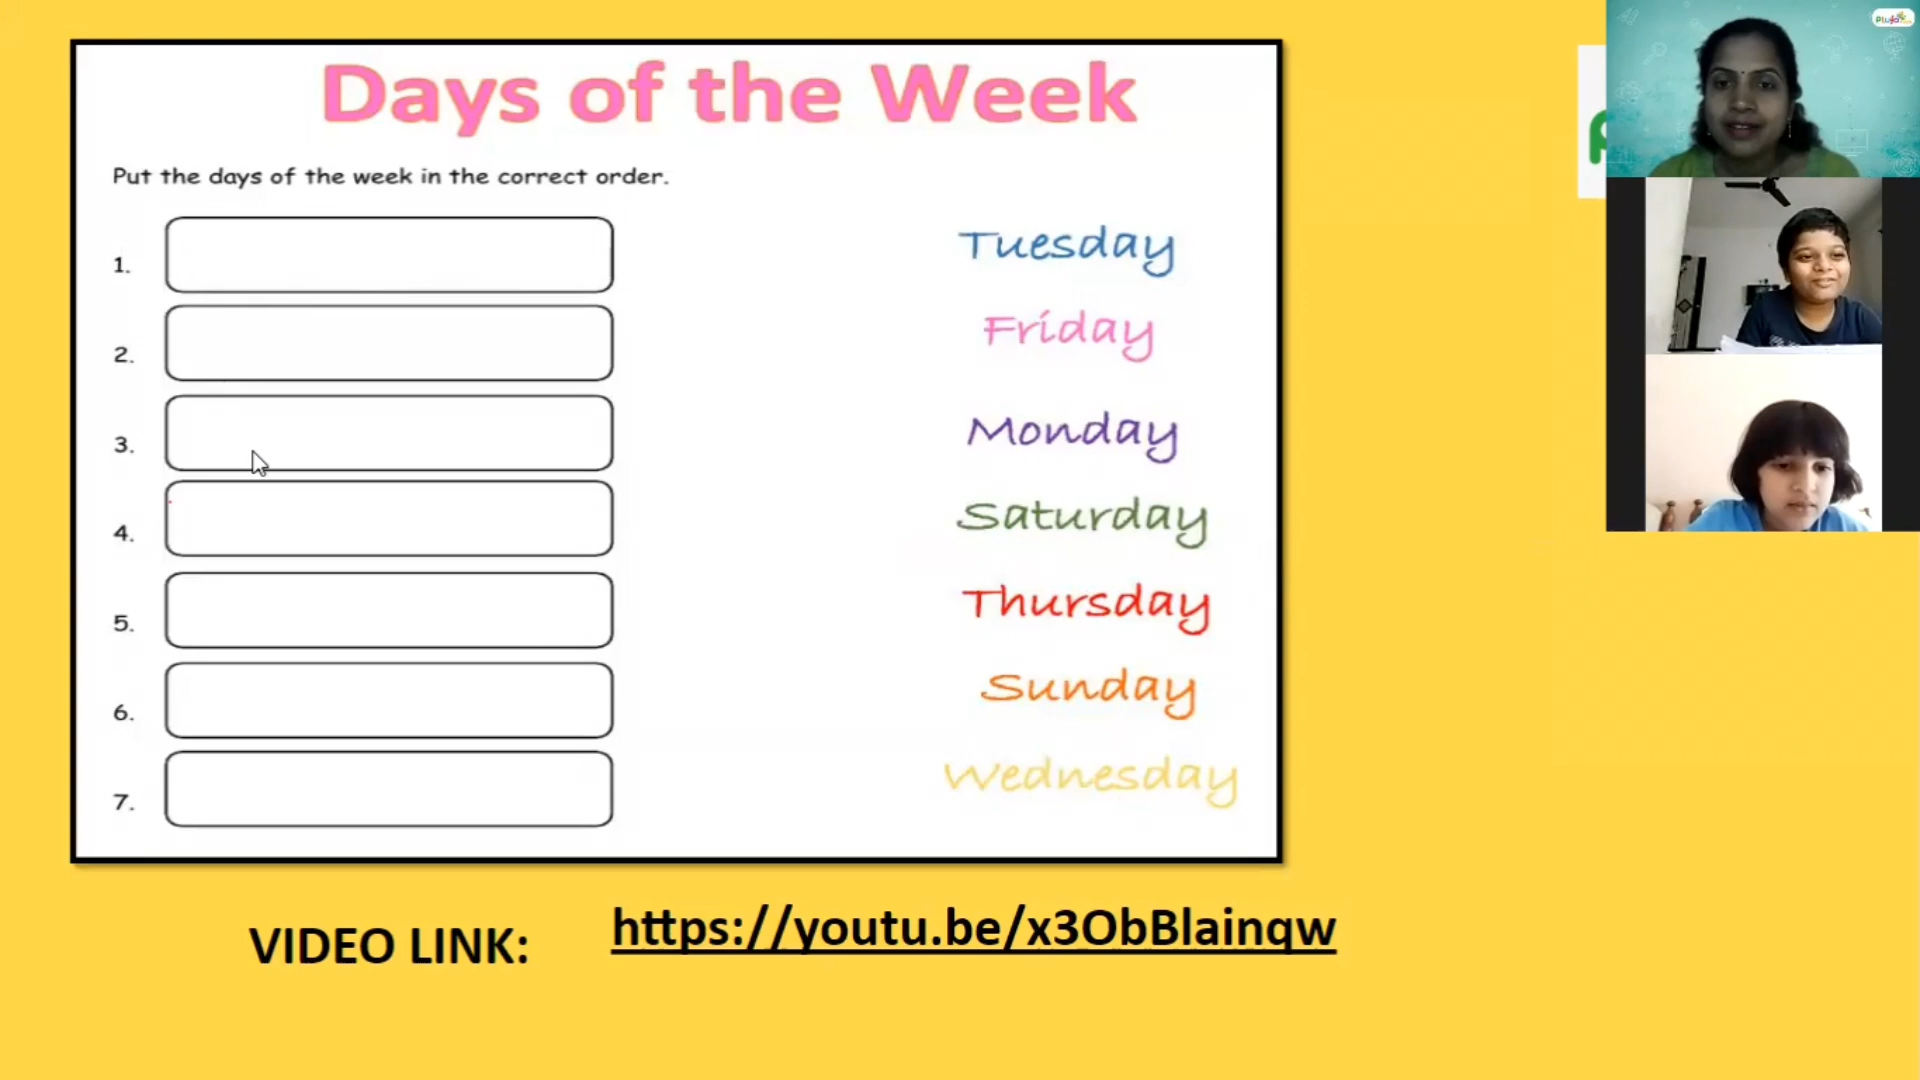 Days of the Week
Put the days of the week in the correct order.
1.
2.
3.
4.
5.
6.
7.
Tuesday
Friday
Monday
Saturday
Thursday
Sunday
Wednesday
VIDEO LINK: https://youtu.be/x3ObBlainqw